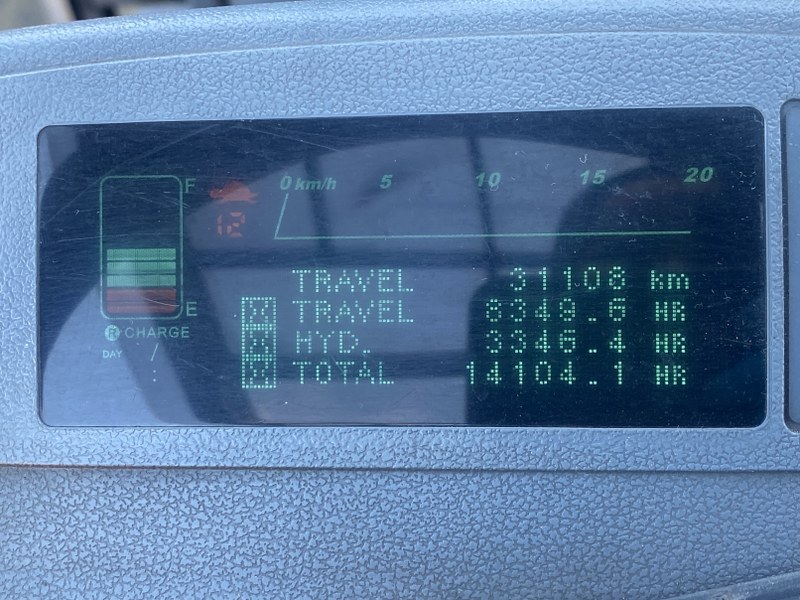 F
12
0 km/h 5 10 15 20
TRAVEL 31108 km
TRAVEL 8349.6 HR
E
HYD. 3346.4 HR
CHARGE
DAY / :
TOTAL 14104.1 HR